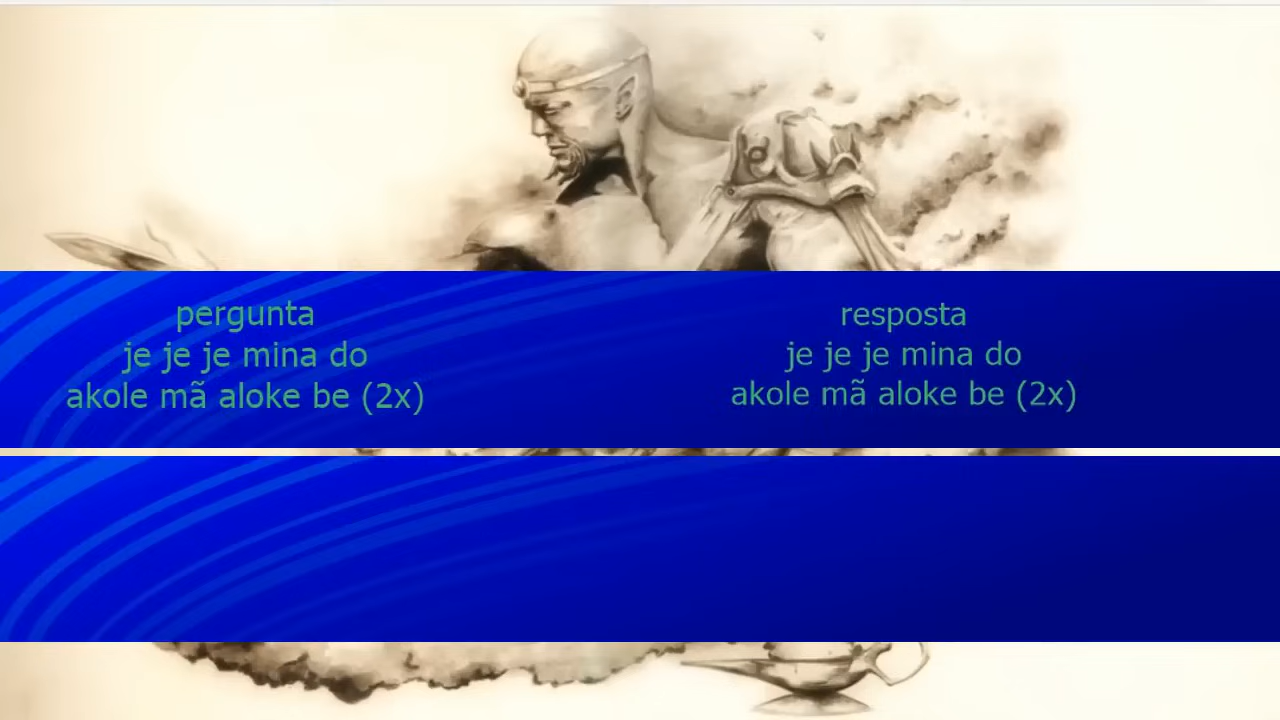 pergunta
je je je mina do
akole mã aloke be (2x)
resposta
je je je mina do
akole mã aloke be (2x)